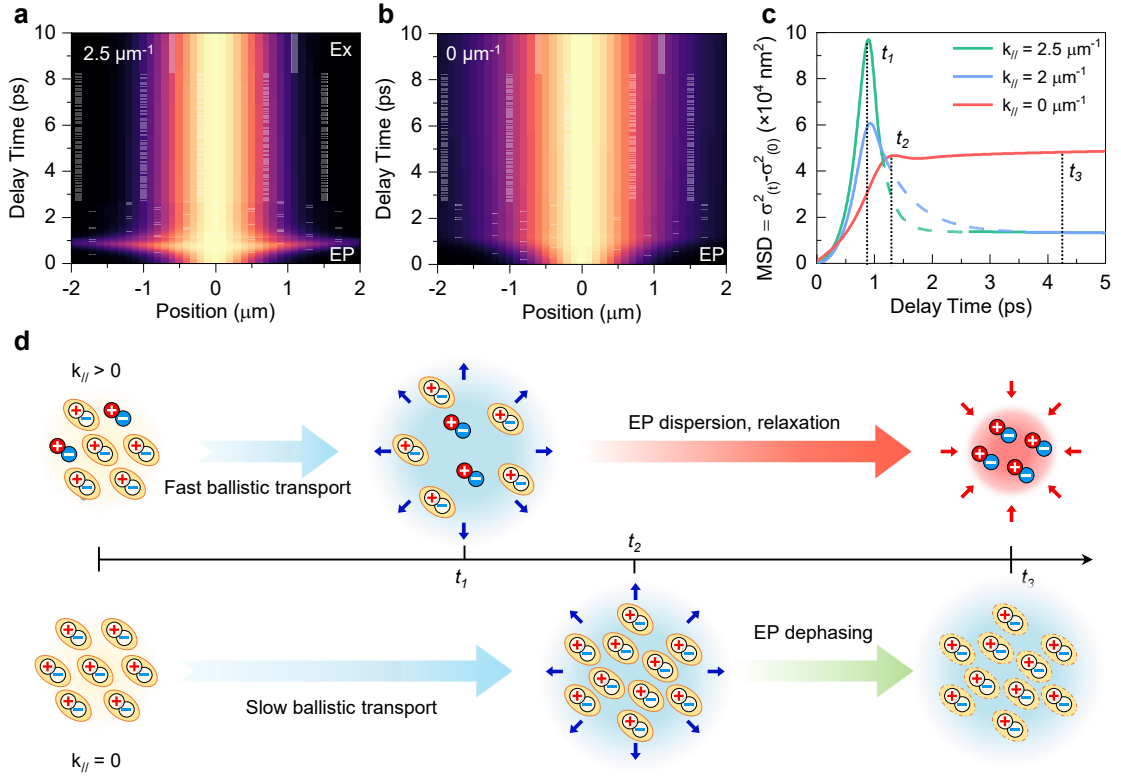 a
b
c
2.5 µm⁻¹
Ex
EP
Delay Time (ps)
0
2
4
6
8
10
-2
-1
0
1
2
Position (µm)
0 µm⁻¹
EP
Delay Time (ps)
0
2
4
6
8
10
-2
-1
0
1
2
Position (µm)
MSD = σ²(t)-σ²(0) (×10⁴ nm²)
0
2
4
6
8
10
0
1
2
3
4
5
Delay Time (ps)
k// = 2.5 µm⁻¹
k// = 2 µm⁻¹
k// = 0 µm⁻¹
t₁
t₂
t₃
d
k// > 0
Fast ballistic transport
EP dispersion, relaxation
t₁
t₂
t₃
Slow ballistic transport
EP dephasing
k// = 0